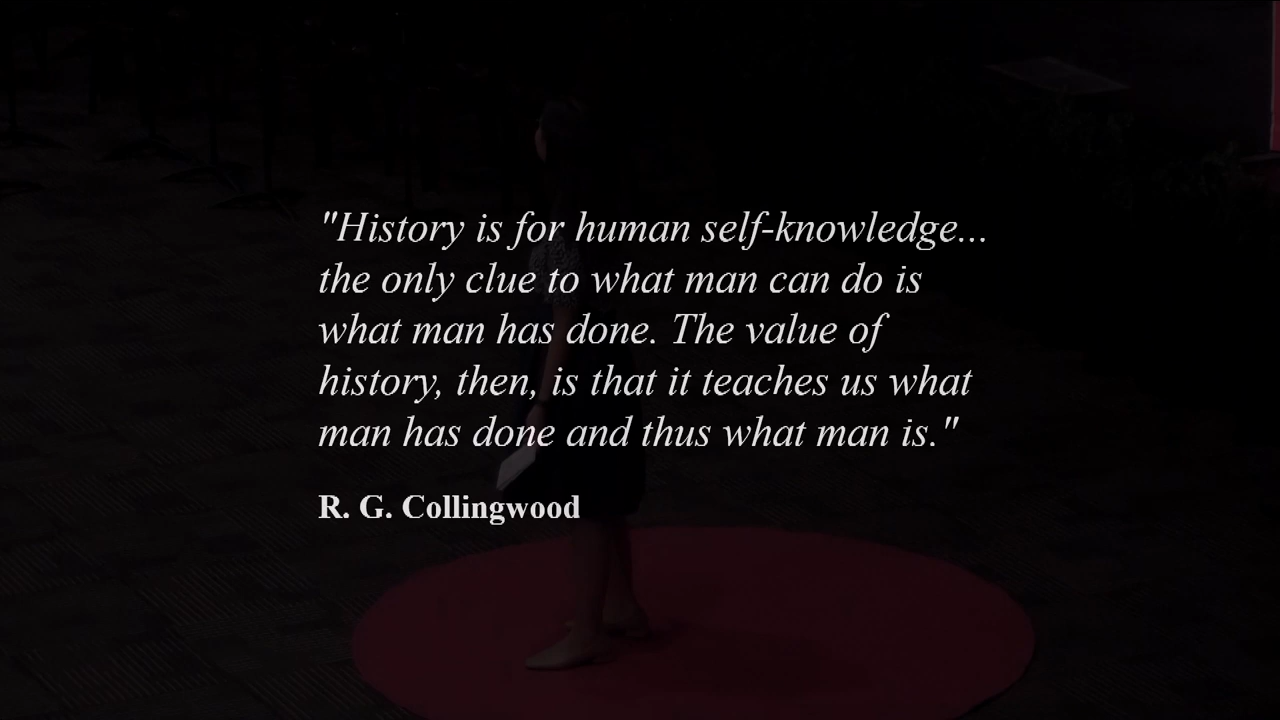 "History is for human self-knowledge...
the only clue to what man can do is
what man has done. The value of
history, then, is that it teaches us what
man has done and thus what man is."
R. G. Collingwood